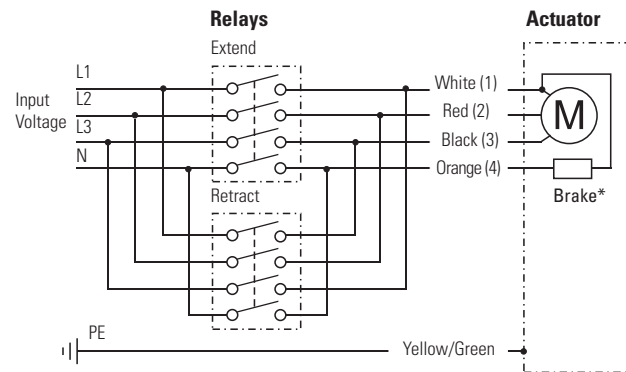 Relays
Actuator
Extend
L1
White (1)
Input
Voltage
L2
Red (2)
M
L3
Black (3)
N
Orange (4)
Retract
Brake*
PE
Yellow/Green